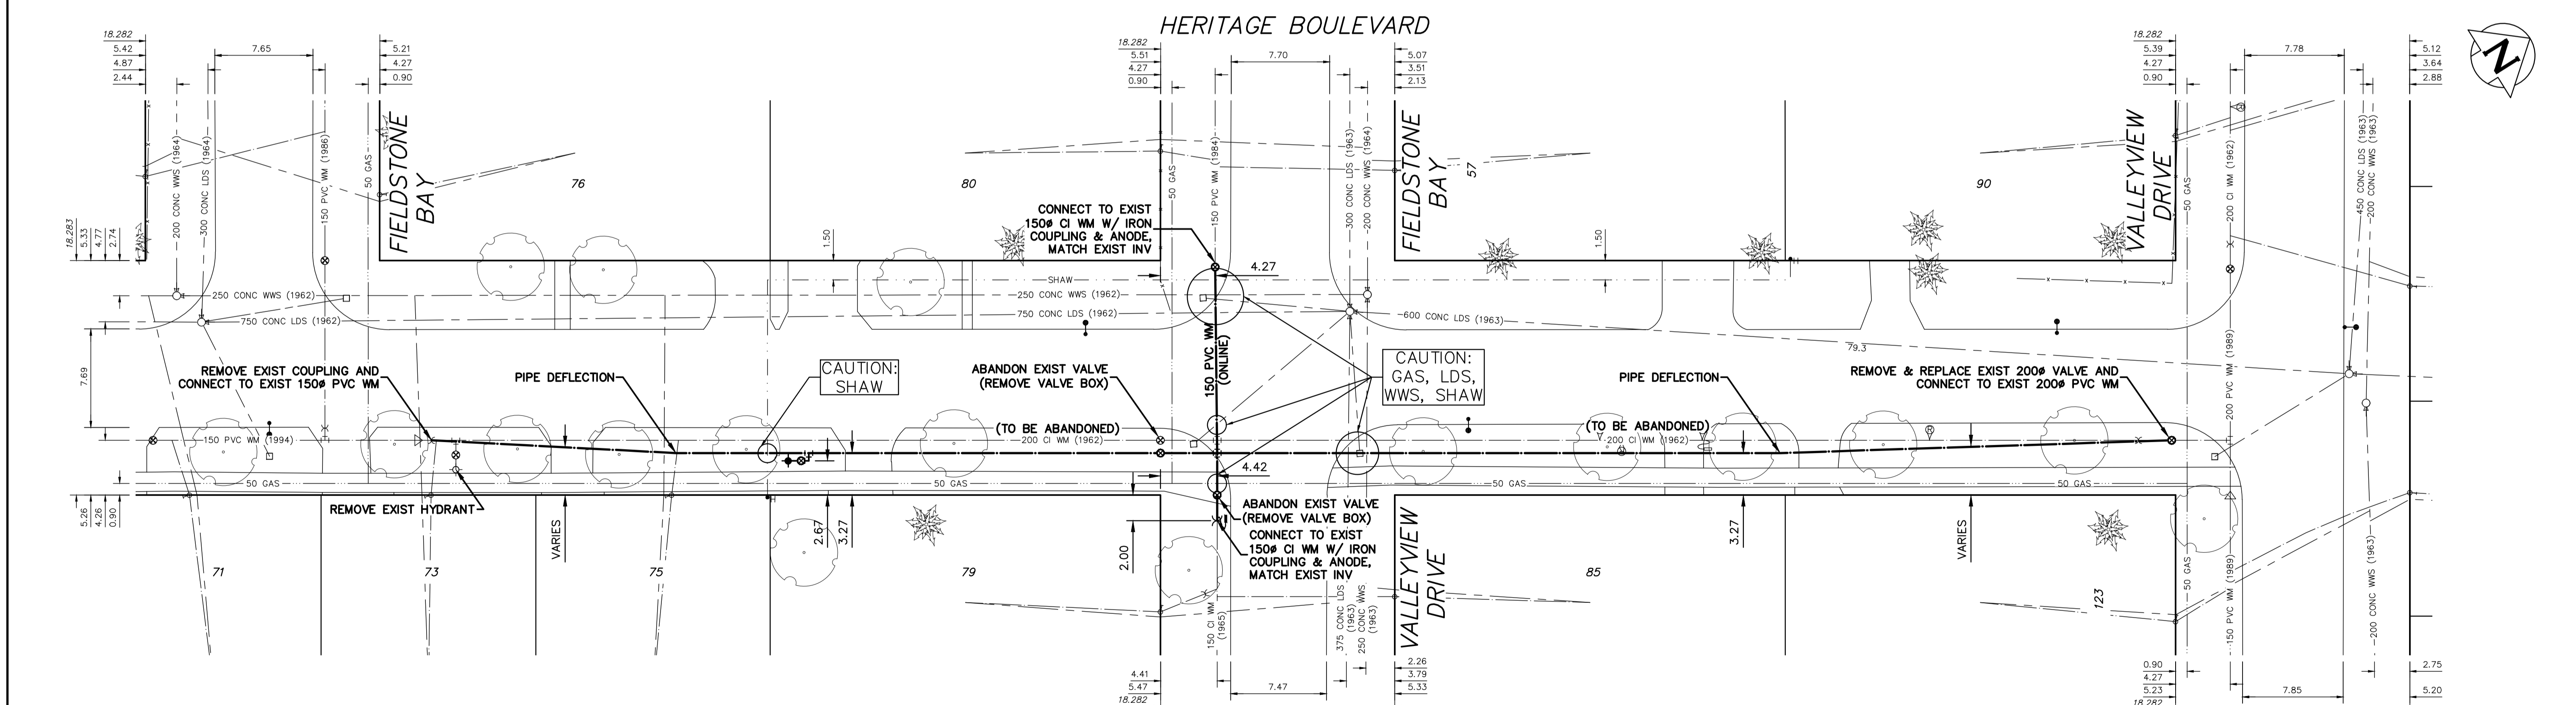 HERITAGE BOULEVARD
18.282
5.42
4.87
2.44
7.65
5.21
4.27
0.90
18.282
5.51
4.27
0.90
7.70
5.07
3.51
2.13
18.282
5.39
4.27
0.90
7.78
5.12
3.64
2.88
N
200 CONC WWS (1964)
300 CONC LDS (1964)
150 PVC WM (1986)
50 GAS
FIELDSTONE
BAY
76
80
50 GAS
150 PVC WM (1984)
300 CONC LDS (1963)
200 CONC WWS (1964)
FIELDSTONE
BAY
57
90
VALLEYVIEW
DRIVE
50 GAS
200 CI WM (1962)
450 CONC LDS (1963)
200 CONC WWS (1963)
CONNECT TO EXIST
150ø CI WM W/ IRON
COUPLING & ANODE,
MATCH EXIST INV
18.283
5.33
4.77
2.74
1.50
SHAW
4.27
1.50
250 CONC WWS (1962)
250 CONC WWS (1962)
750 CONC LDS (1962)
750 CONC LDS (1962)
600 CONC LDS (1963)
79.3
7.69
REMOVE EXIST COUPLING AND
CONNECT TO EXIST 150ø PVC WM
PIPE DEFLECTION
CAUTION:
SHAW
ABANDON EXIST VALVE
(REMOVE VALVE BOX)
150 PVC WM
(ONLINE)
CAUTION:
GAS, LDS,
WWS, SHAW
PIPE DEFLECTION
REMOVE & REPLACE EXIST 200ø VALVE AND
CONNECT TO EXIST 200ø PVC WM
200 PVC WM (1989)
150 PVC WM (1994)
(TO BE ABANDONED)
200 CI WM (1962)
(TO BE ABANDONED)
200 CI WM (1962)
4.42
50 GAS
50 GAS
50 GAS
50 GAS
5.26
4.26
0.90
REMOVE EXIST HYDRANT
VARIES
2.67
3.27
2.00
ABANDON EXIST VALVE
(REMOVE VALVE BOX)
CONNECT TO EXIST
150ø CI WM W/ IRON
COUPLING & ANODE,
MATCH EXIST INV
VALLEYVIEW
DRIVE
3.27
VARIES
71
73
75
79
85
123
150 CI WM
(1965)
375 CONC LDS
(1963)
250 CONC WWS
(1963)
50 GAS
150 PVC WM (1989)
200 CONC WWS (1963)
4.41
5.47
18.282
7.47
2.26
3.79
5.33
0.90
4.27
5.23
18.282
7.85
2.75
5.20